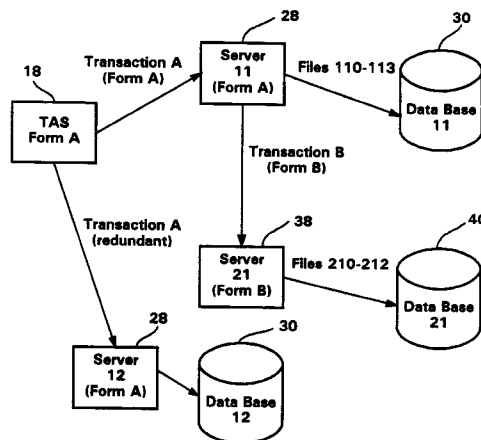 28
30
18
Transaction A
(Form A)
Server
11
(Form A)
Files 110-113
TAS
Form A
Data Base
11
Transaction B
(Form B)
Transaction A
(redundant)
38
40
Server
21
(Form B)
Files 210-212
Data Base
21
28
30
Server
12
(Form A)
Data Base
12